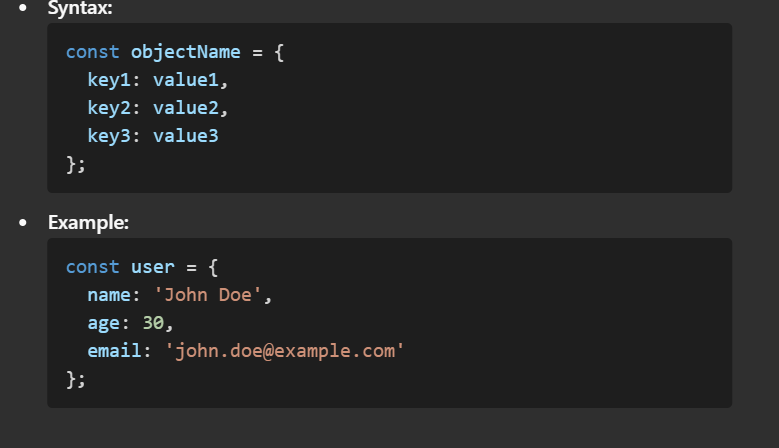 • Syntax:
const objectName = {
  key1: value1,
  key2: value2,
  key3: value3
};
• Example:
const user = {
  name: 'John Doe',
  age: 30,
  email: 'john.doe@example.com'
};